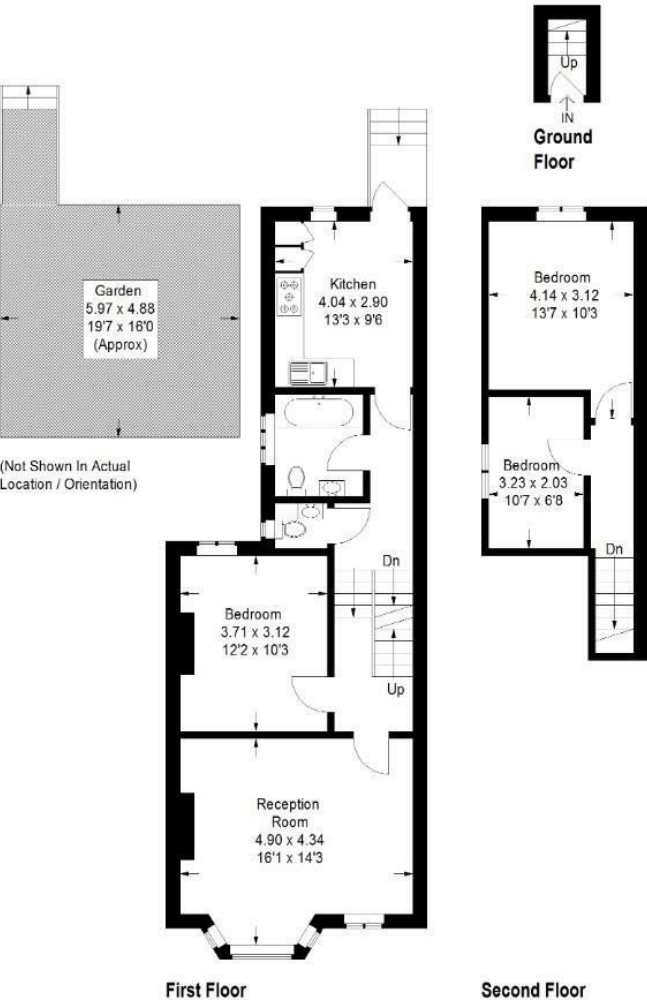 Up
IN
Ground
Floor
Garden
5.97 x 4.88
19'7 x 16'0
(Approx)
(Not Shown In Actual
Location / Orientation)
Kitchen
4.04 x 2.90
13'3 x 9'6
Bedroom
4.14 x 3.12
13'7 x 10'3
Bedroom
3.23 x 2.03
10'7 x 6'8
Dn
Dn
Bedroom
3.71 x 3.12
12'2 x 10'3
Up
Reception
Room
4.90 x 4.34
16'1 x 14'3
First Floor
Second Floor